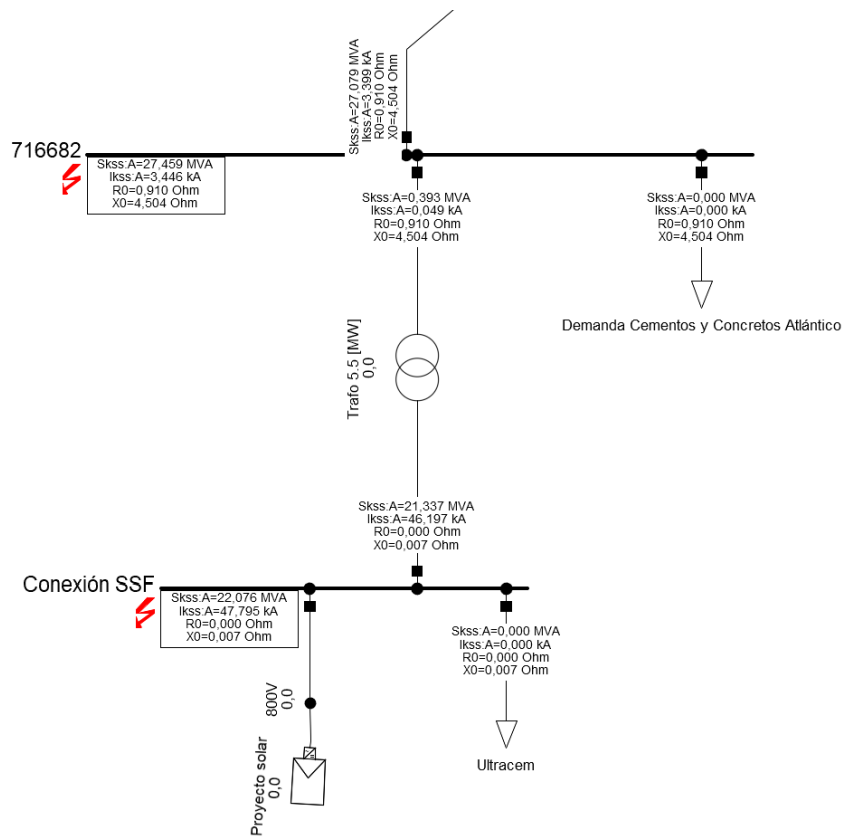 Skss:A=27,079 MVA
Ikss:A=3,399 kA
R0=0,910 Ohm
X0=4,504 Ohm
716682
Skss:A=27,459 MVA
Ikss:A=3,446 kA
R0=0,910 Ohm
X0=4,504 Ohm
Skss:A=0,393 MVA
Ikss:A=0,049 kA
R0=0,910 Ohm
X0=4,504 Ohm
Skss:A=0,000 MVA
Ikss:A=0,000 kA
R0=0,910 Ohm
X0=4,504 Ohm
Demanda Cementos y Concretos Atlántico
Trafo 5.5 [MW]
0,0
Skss:A=21,337 MVA
Ikss:A=46,197 kA
R0=0,000 Ohm
X0=0,007 Ohm
Conexión SSF
Skss:A=22,076 MVA
Ikss:A=47,795 kA
R0=0,000 Ohm
X0=0,007 Ohm
Skss:A=0,000 MVA
Ikss:A=0,000 kA
R0=0,000 Ohm
X0=0,007 Ohm
800V
0,0
Proyecto solar
0,0
Ultracem